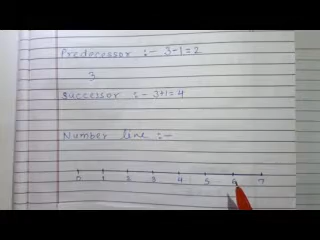 Predecessor :- 3-1=2
3
Successor :- 3+1=4
Number line :-
0 1 2 3 4 5 6 7